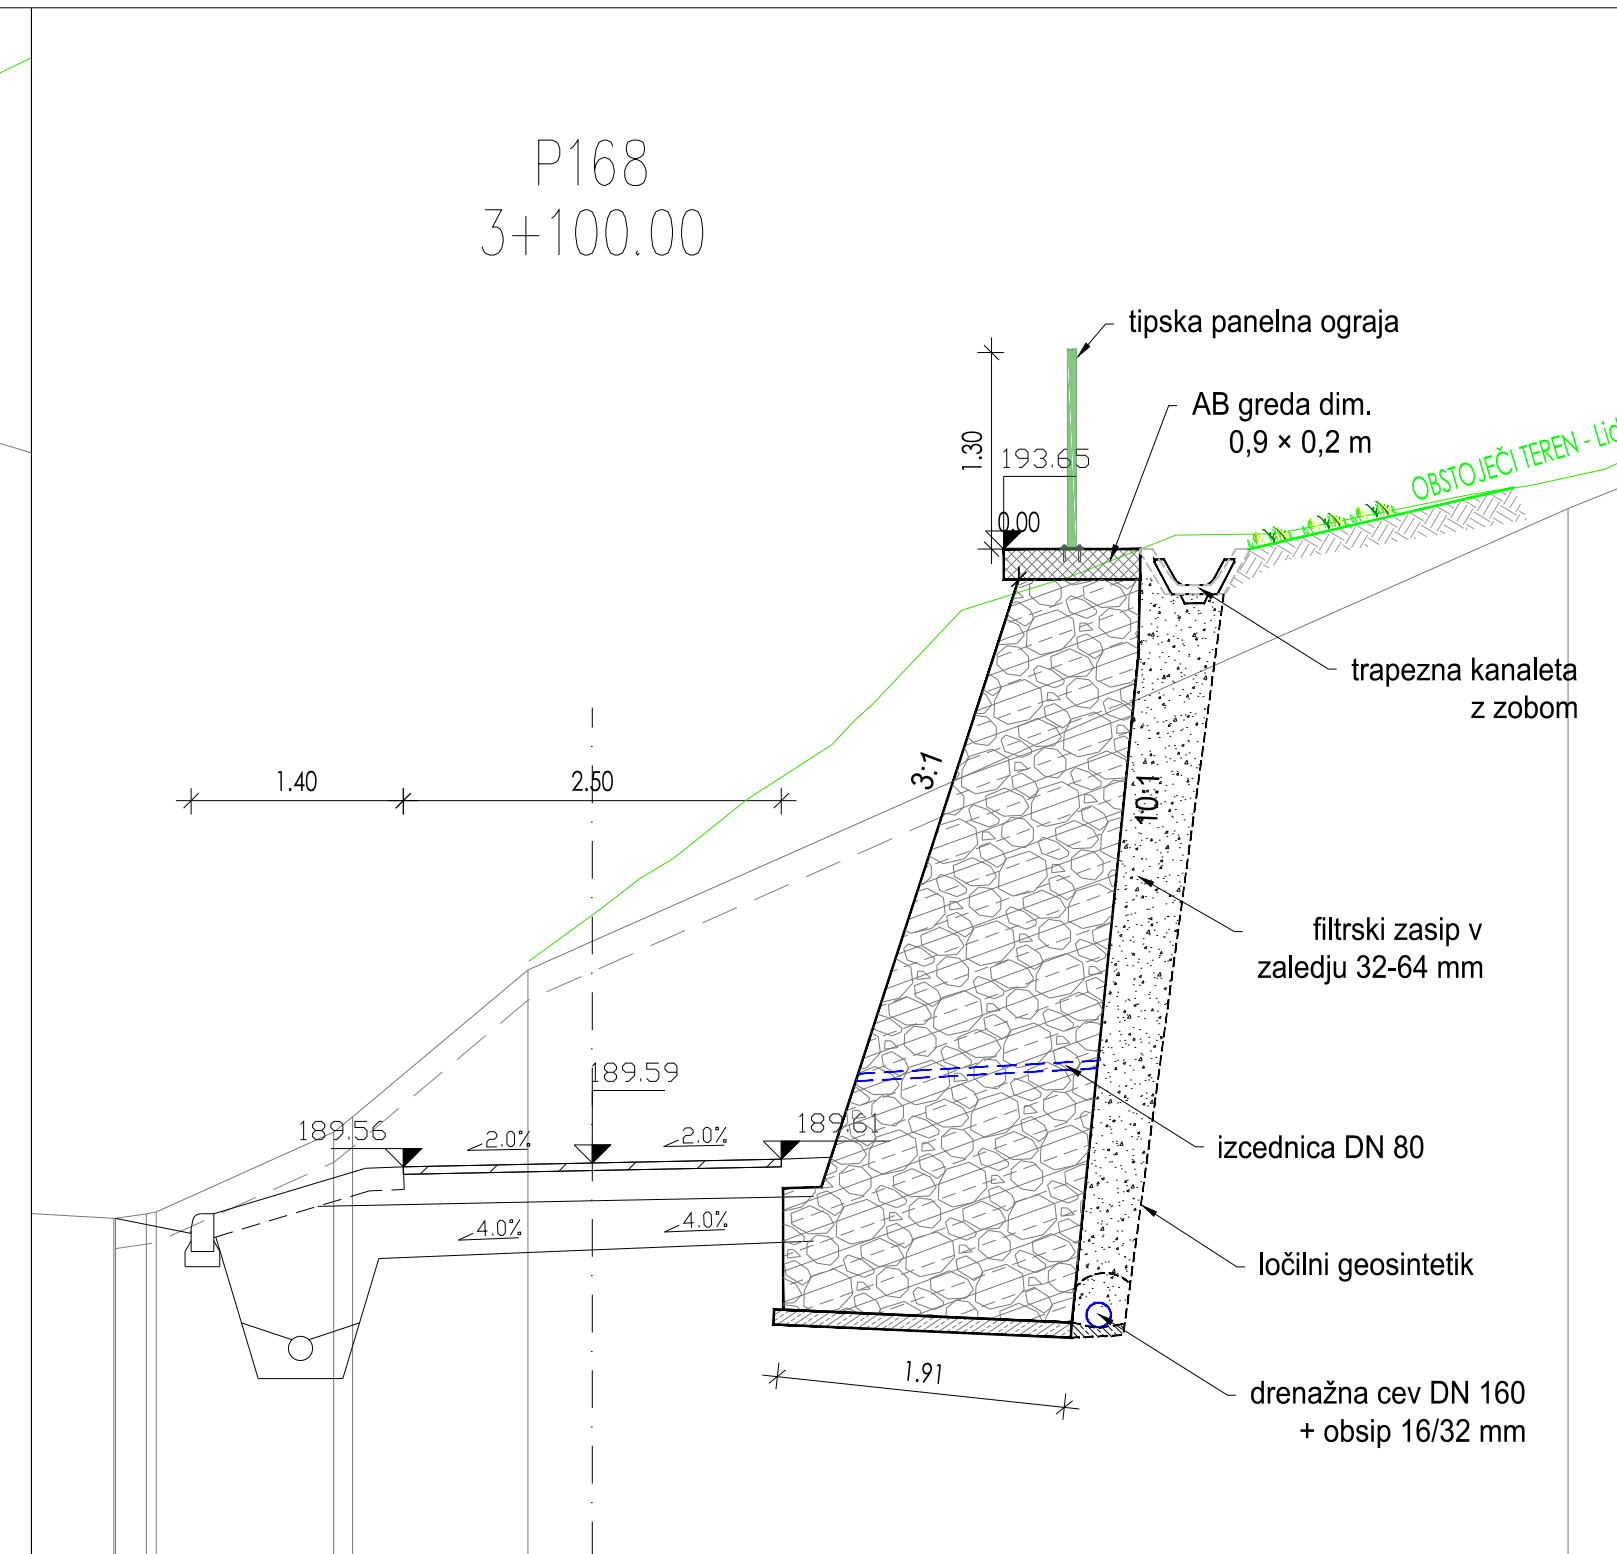 P168
3+100.00
tipska panelna ograja
AB greda dim.
0,9 × 0,2 m
1.30
193.65
0.00
OBSTOJEČI TEREN -
trapezna kanaleta
z zobom
3:1
10:1
1.40
2.50
filtrski zasip v
zaledju 32-64 mm
189.59
189.56
2.0%
2.0%
189.61
izcednica DN 80
4.0%
4.0%
ločilni geosintetik
1.91
drenažna cev DN 160
+ obsip 16/32 mm